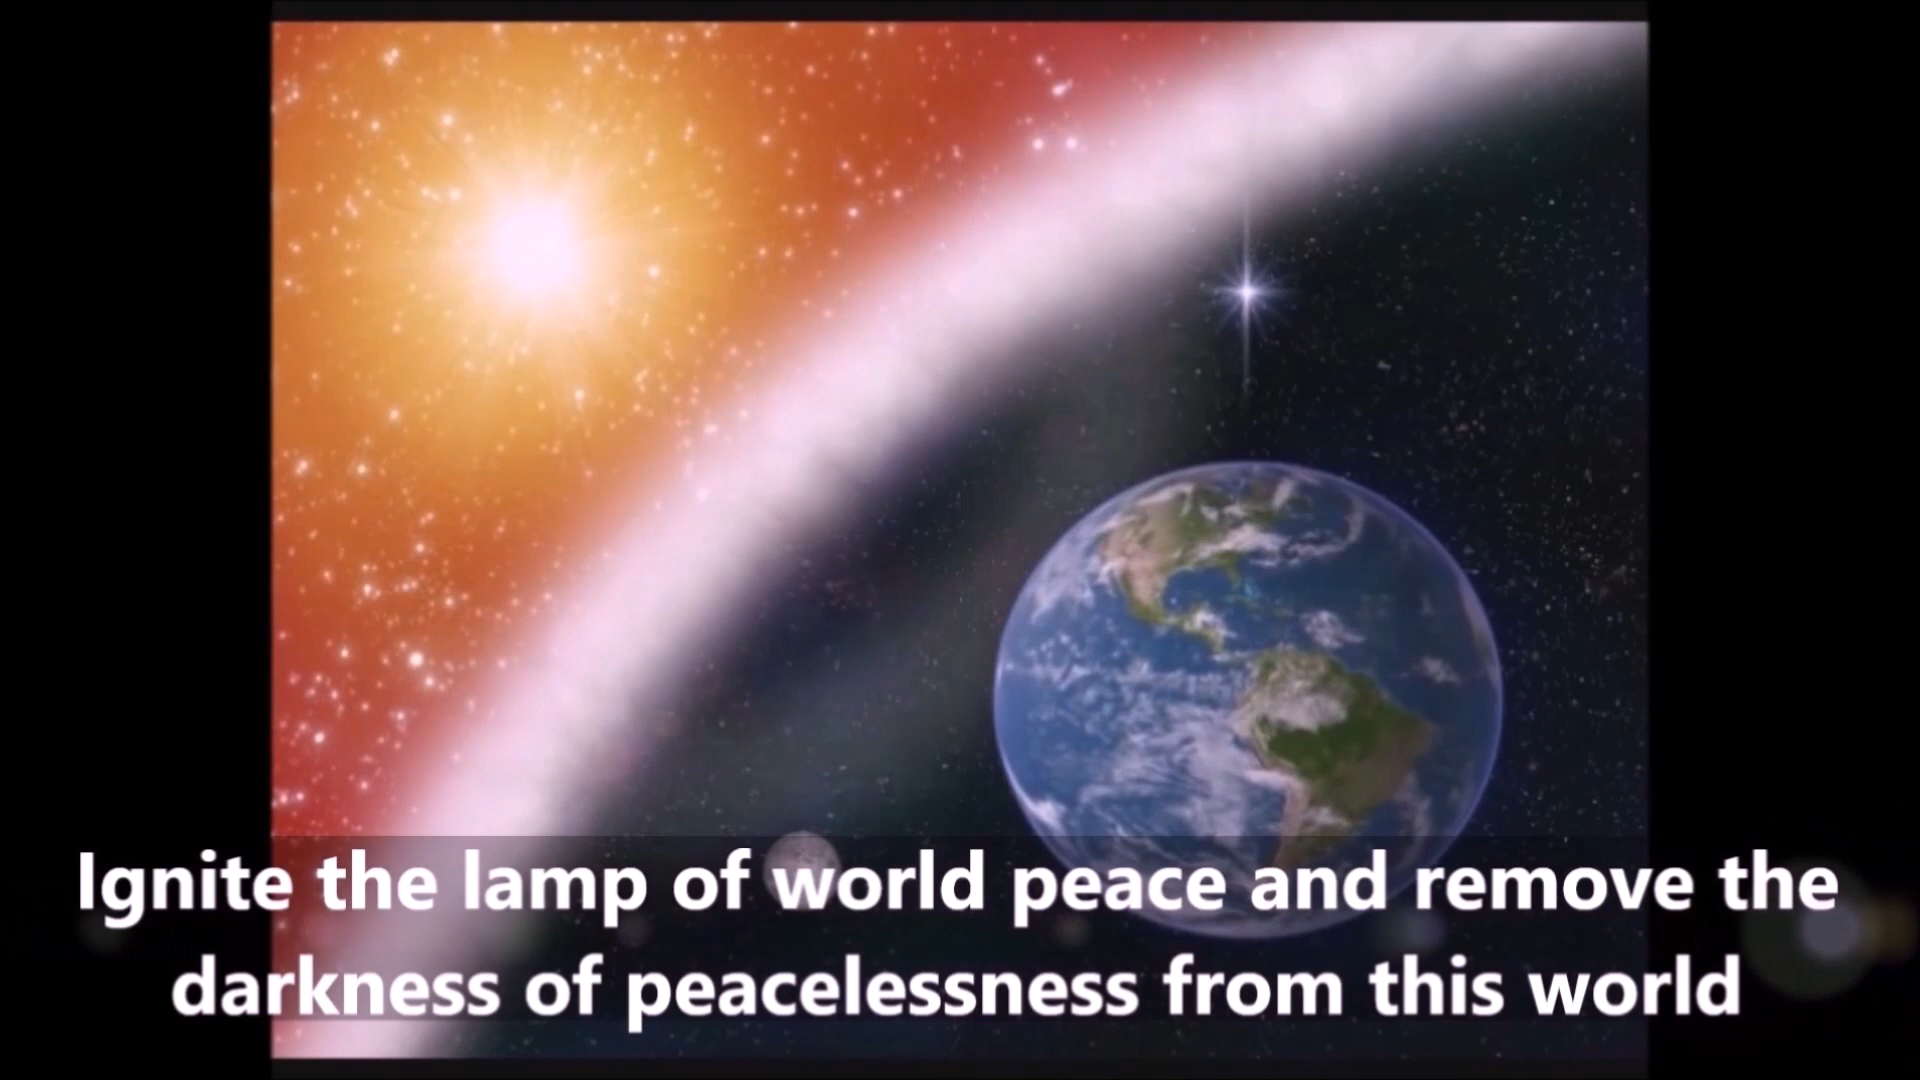 Ignite the lamp of world peace and remove the
darkness of peacelessness from this world